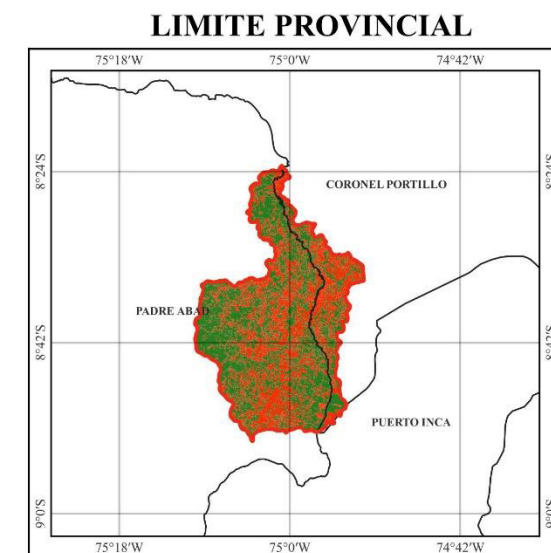 LIMITE PROVINCIAL
75°18'W 75°0'W 74°42'W
8°24'S 8°24'S
CORONEL PORTILLO
PADRE ABAD
8°42'S 8°42'S
PUERTO INCA
9°0'S 9°0'S
75°18'W 75°0'W 74°42'W